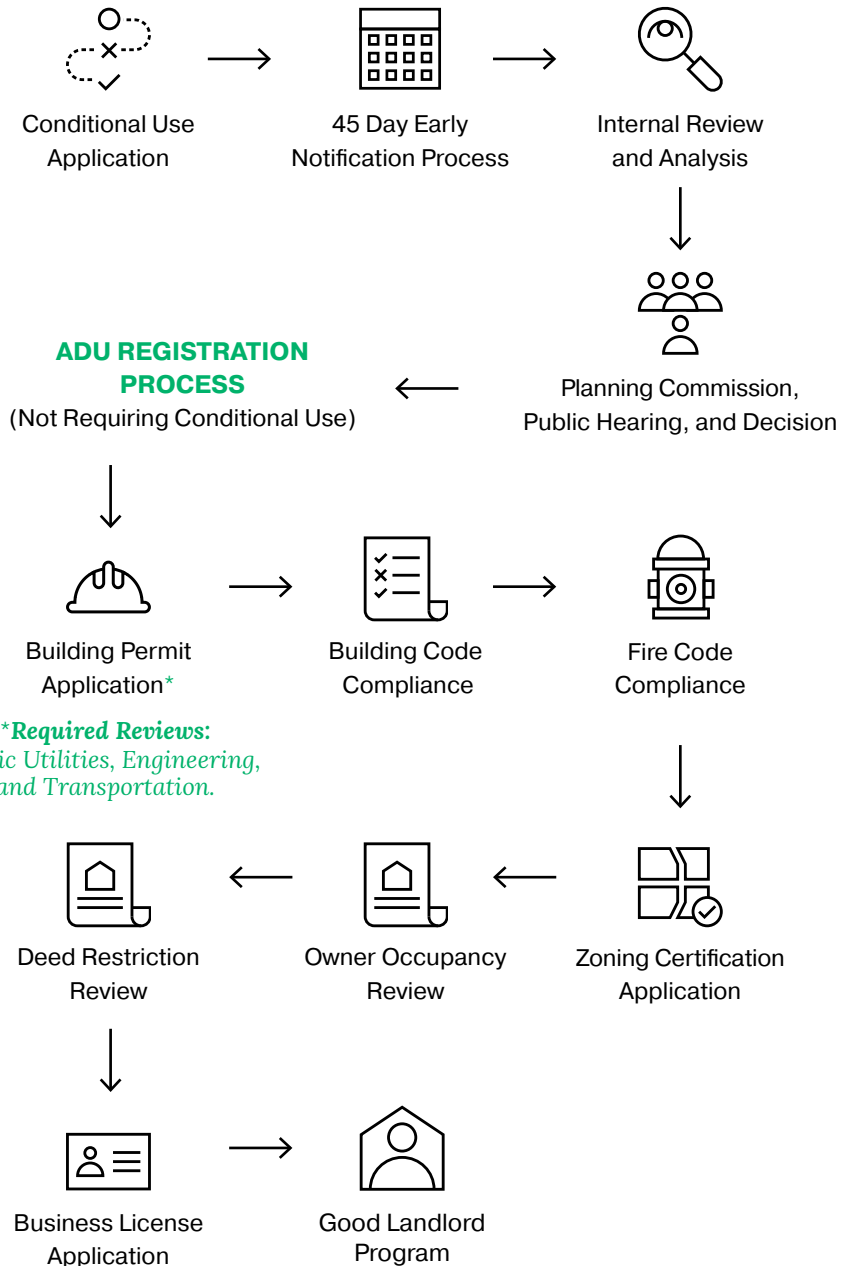 Conditional Use
Application
45 Day Early
Notification Process
Internal Review
and Analysis
Planning Commission,
Public Hearing, and Decision
ADU REGISTRATION
PROCESS
(Not Requiring Conditional Use)
Building Permit
Application*
*Required Reviews:
Utilities, Engineering,
and Transportation.
Building Code
Compliance
Fire Code
Compliance
Zoning Certification
Application
Owner Occupancy
Review
Deed Restriction
Review
Business License
Application
Good Landlord
Program